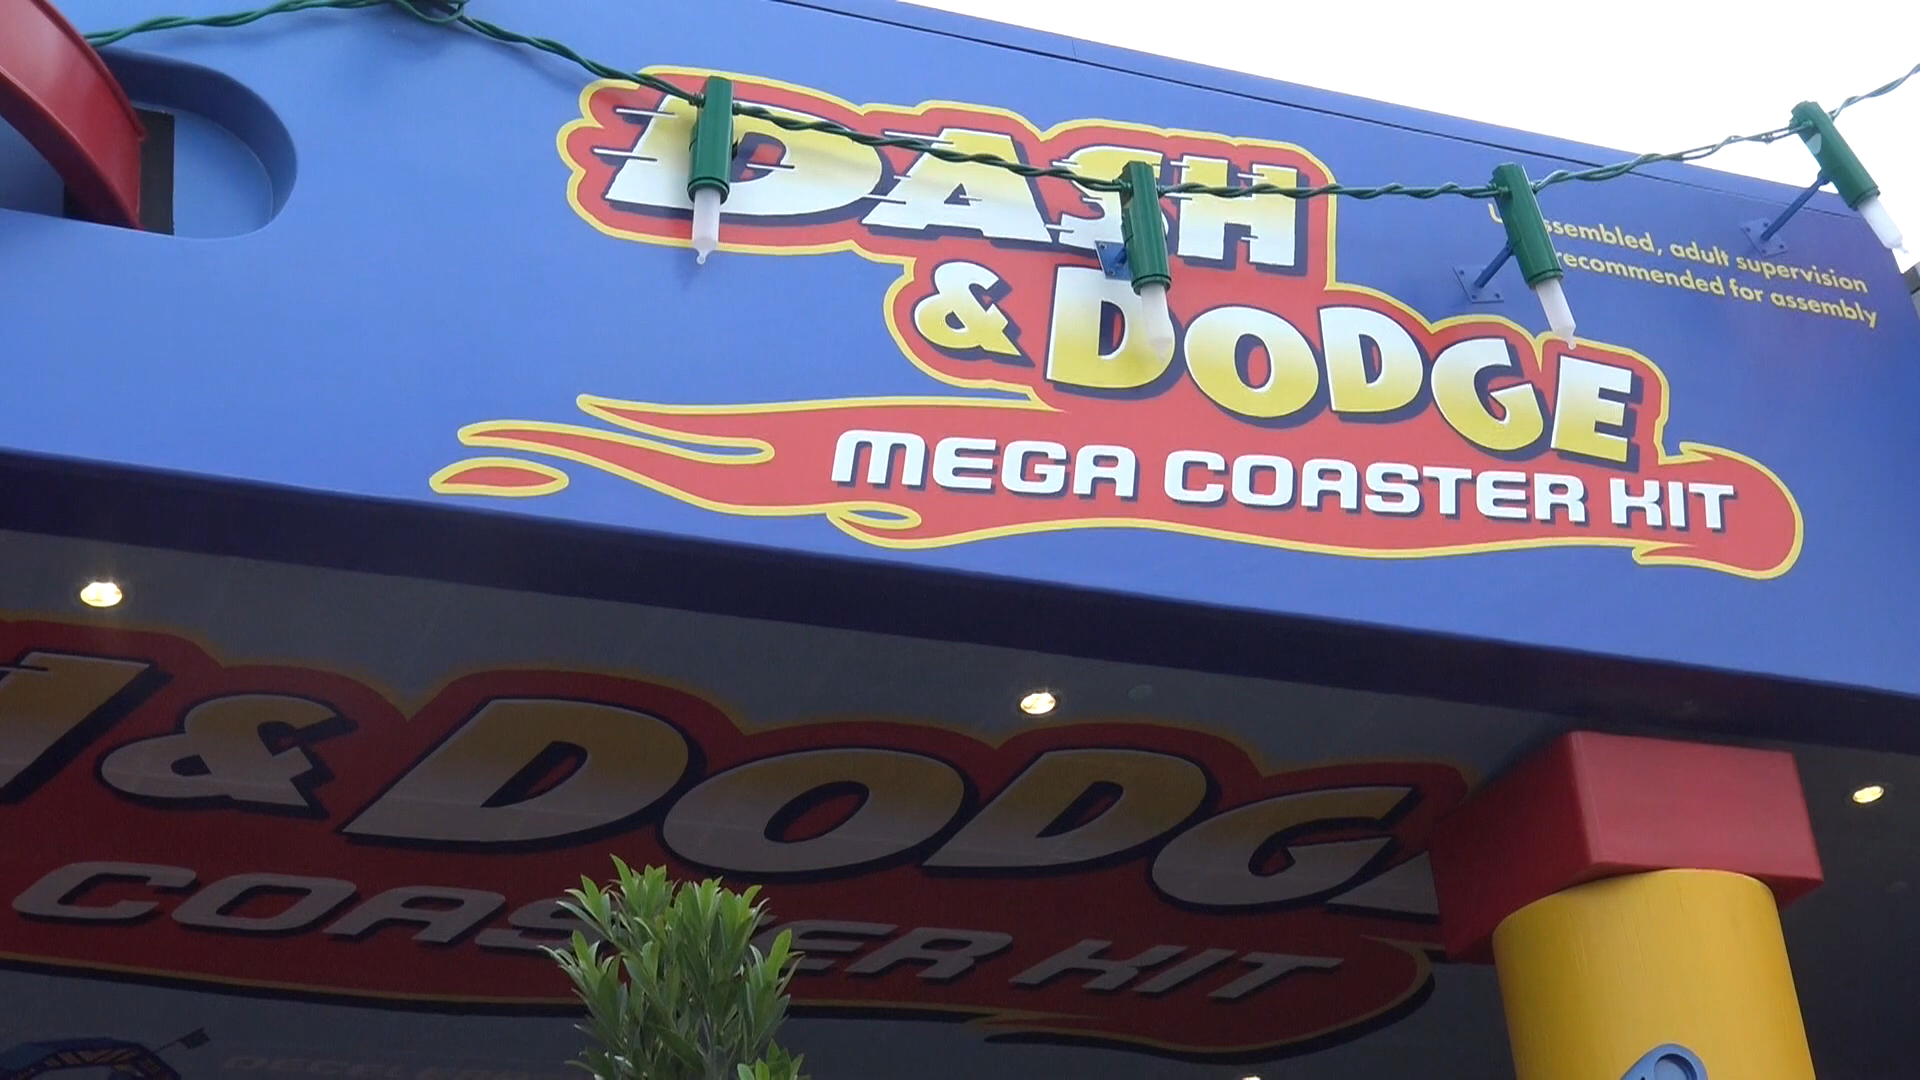 DASH
& DODGE
MEGA COASTER KIT
ssembled, adult supervision
recommended for assembly
& DODG
COASTER KIT